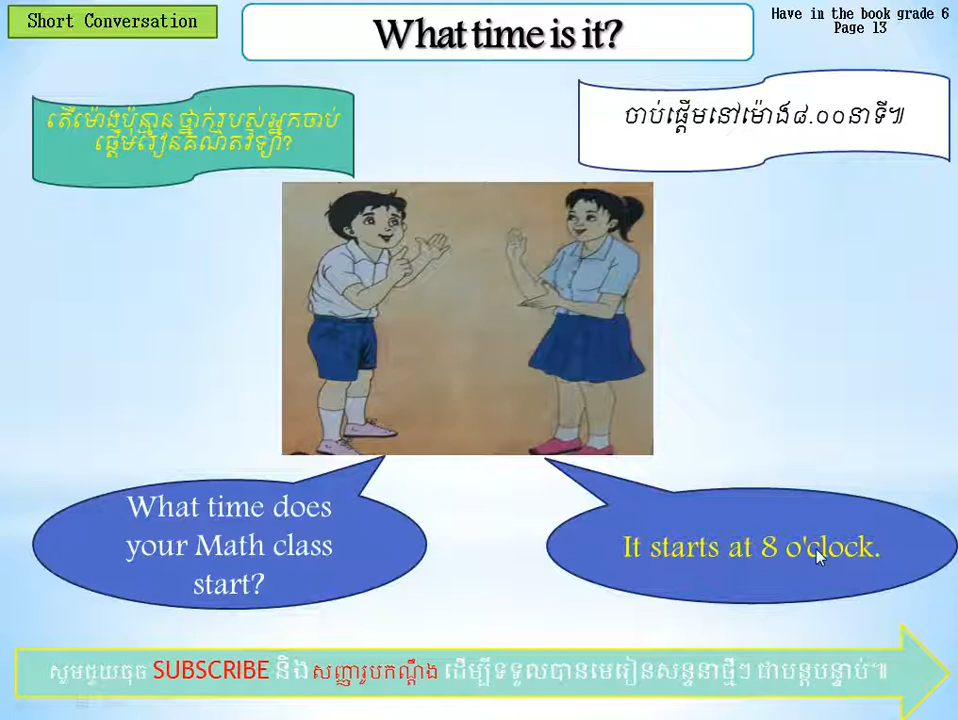 Short Conversation
What time is it?
Have in the book grade 6
Page 13
តើម៉ោងប៉ុន្មាន ថ្នាក់របស់អ្នកចាប់
ផ្ដើមរៀនគណិតវិទ្យា?
ចាប់ផ្ដើមនៅម៉ោង៨.០០នាទី៕
What time does
your Math class
start?
It starts at 8 o'clock.
សូមជួយចុច SUBSCRIBE និង សញ្ញារូបកណ្ដឹង ដើម្បីទទួលបានមេរៀនសន្ទនាថ្មីៗ ជាបន្តបន្ទាប់៕